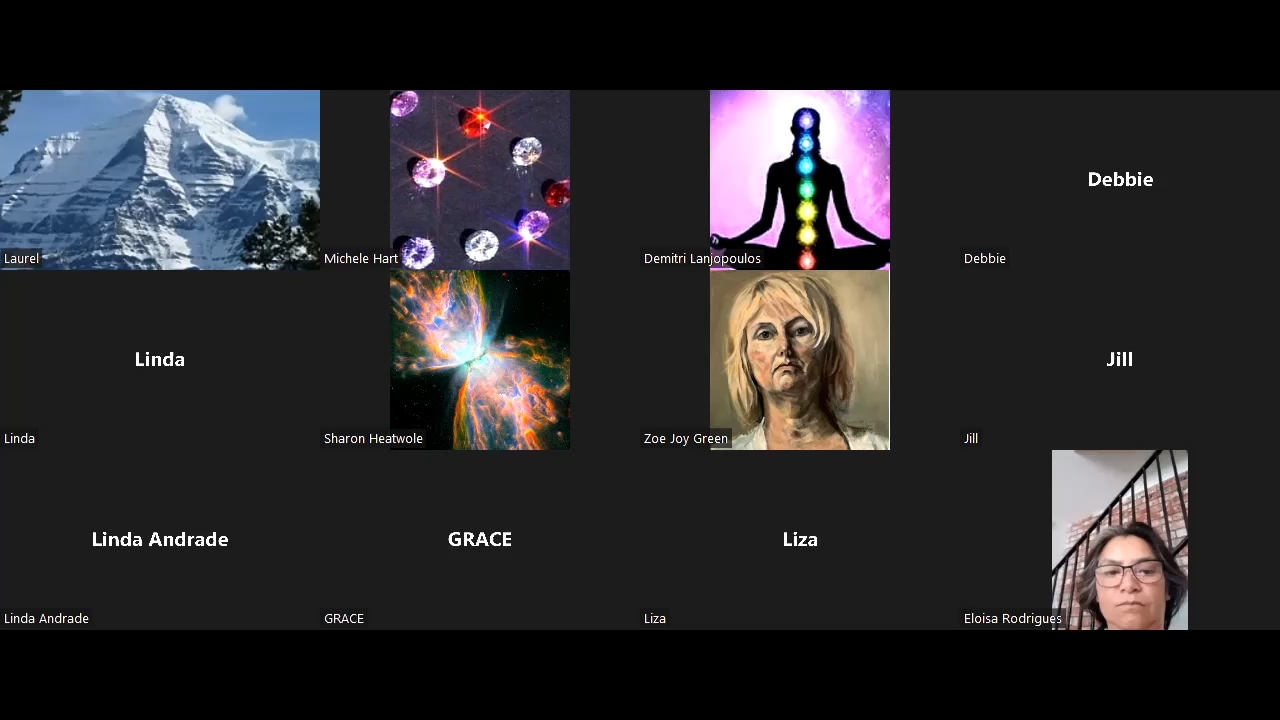 Laurel
Michele Hart
Demitri Lanjopoulos
Debbie
Debbie
Linda
Linda
Sharon Heatwole
Zoe Joy Green
Jill
Jill
Linda Andrade
Linda Andrade
GRACE
GRACE
Liza
Liza
Eloisa Rodrigues